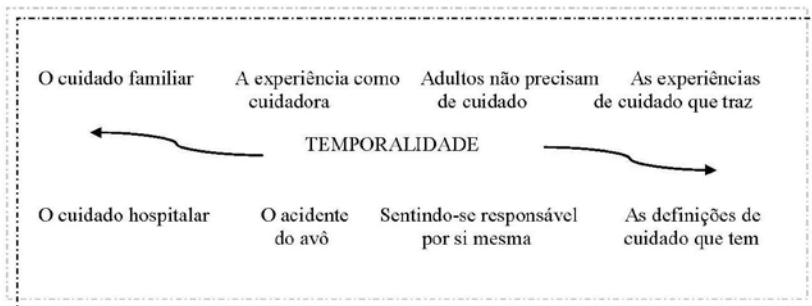 O cuidado familiar A experiência como Adultos não precisam As experiências
cuidadora de cuidado de cuidado que traz
TEMPORALIDADE
O cuidado hospitalar O acidente Sentindo-se responsável As definições de
do avô por si mesma cuidado que tem